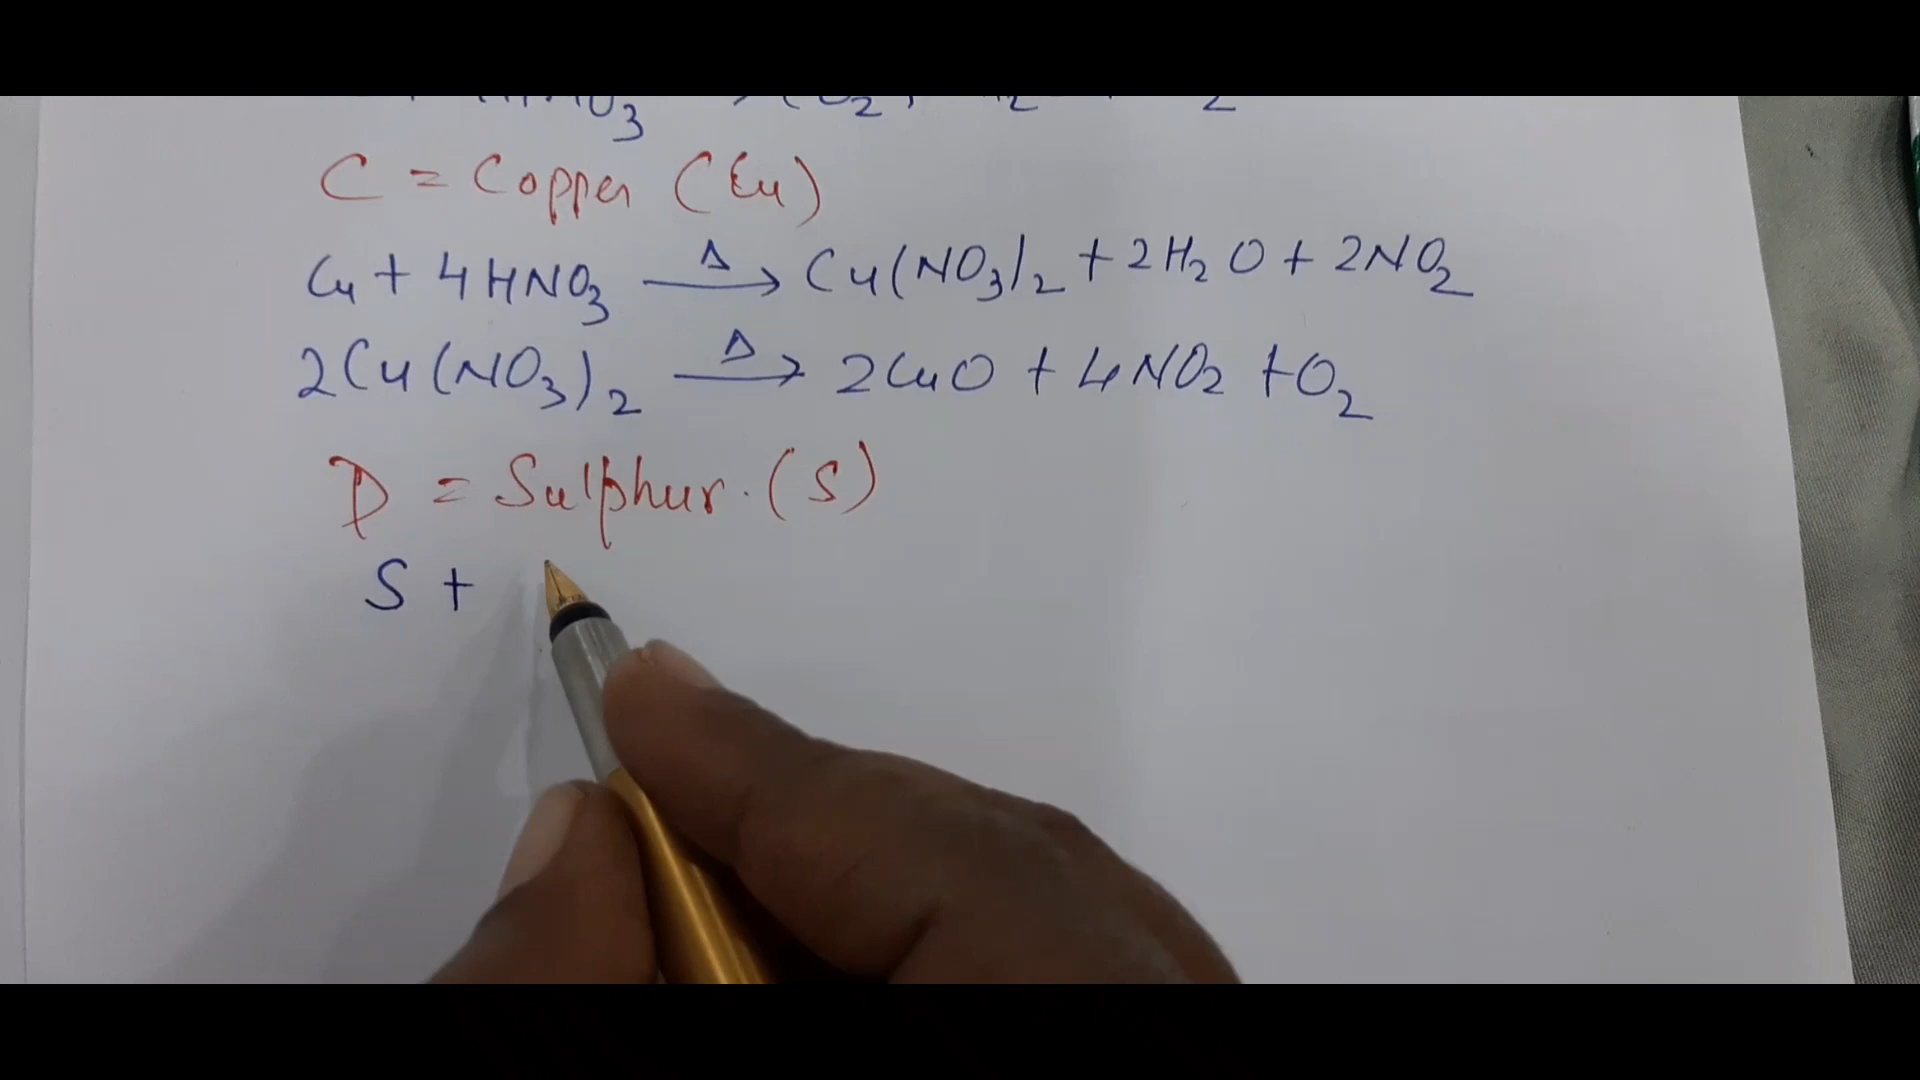 C = Copper (Cu)
Cu + 4HNO₃ —Δ→ Cu(NO₃)₂ + 2H₂O + 2NO₂
2Cu(NO₃)₂ —Δ→ 2CuO + 4NO₂ + O₂
D = Sulphur. (S)
S +